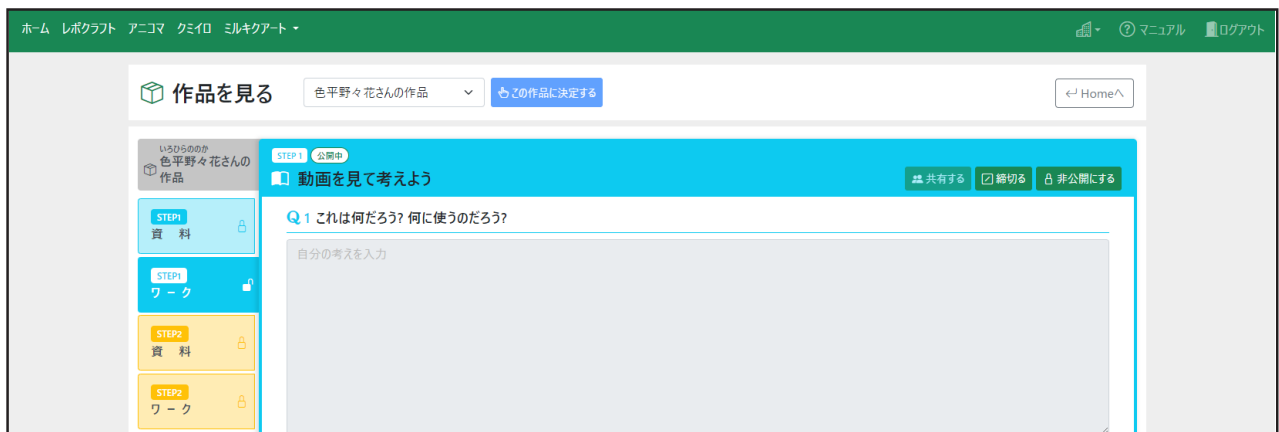 ホーム レポクラフト アニコマ クミイロ ミルキクアート マニュアル ログアウト
作品を見る 色平野々花さんの作品 この作品に決定する Homeへ
いろひらののか
色平野々花さんの
作品
STEP 1 公開中
動画を見て考えよう 共有する 締切る 非公開にする
STEP1
資 料
Q1 これは何だろう? 何に使うのだろう?
自分の考えを入力
STEP1
ワーク
STEP2
資 料
STEP2
ワーク